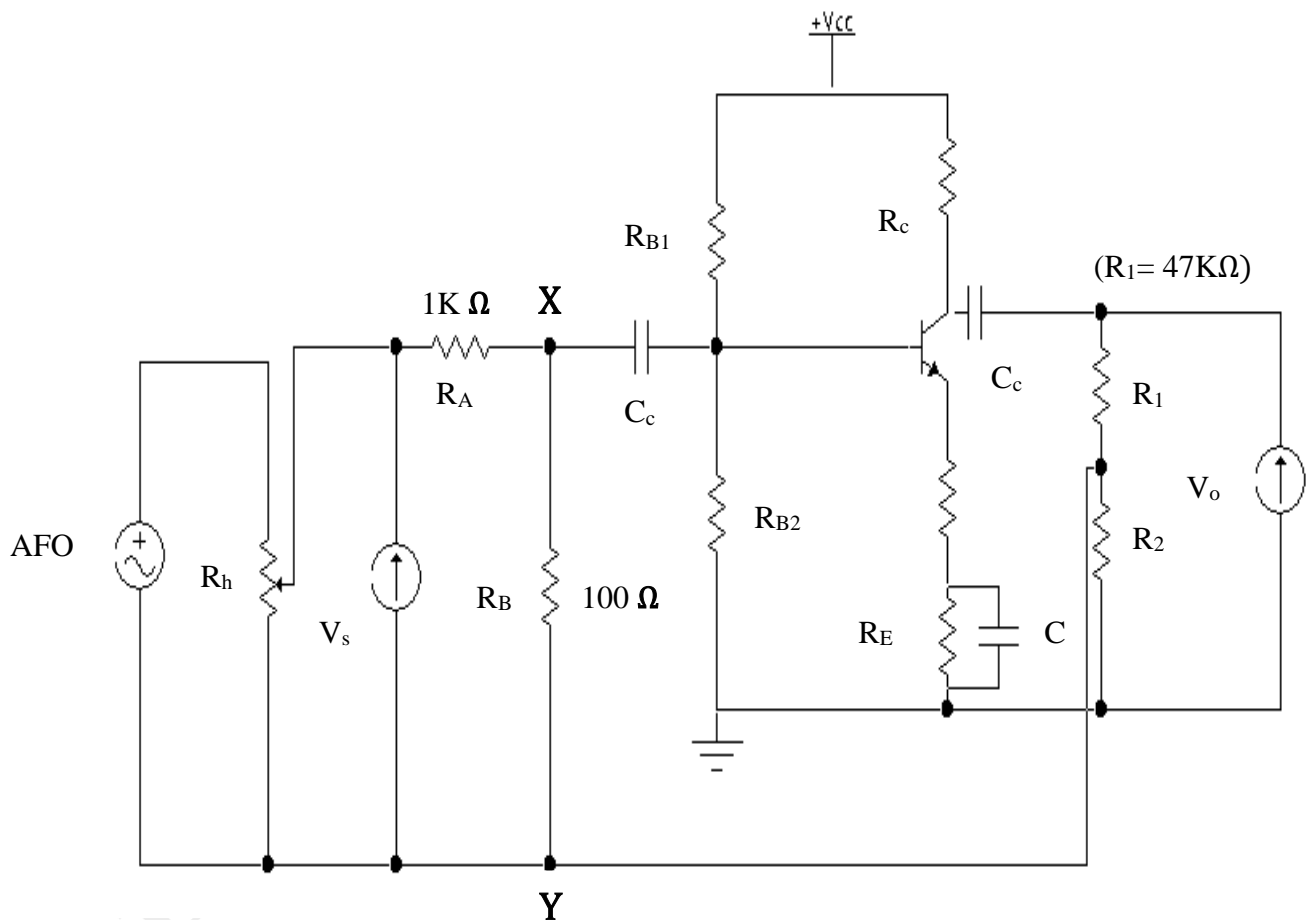 +Vcc
RB1
Rc
(R1= 47KΩ)
1K Ω
X
RA
Cc
Cc
R1
AFO
+
Rh
Vs
RB
100 Ω
RB2
Vo
R2
RE
C
Y